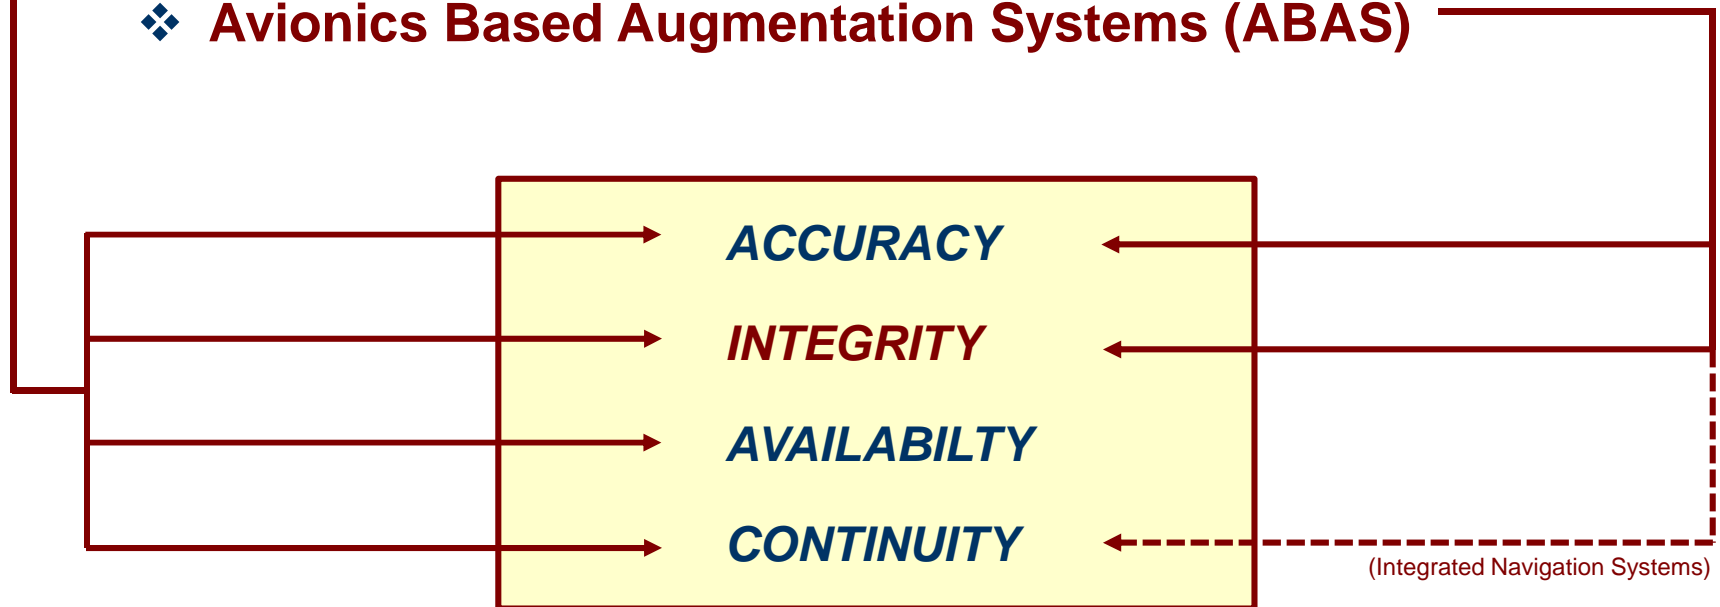 Avionics Based Augmentation Systems (ABAS)
ACCURACY
INTEGRITY
AVAILABILTY
CONTINUITY
(Integrated Navigation Systems)